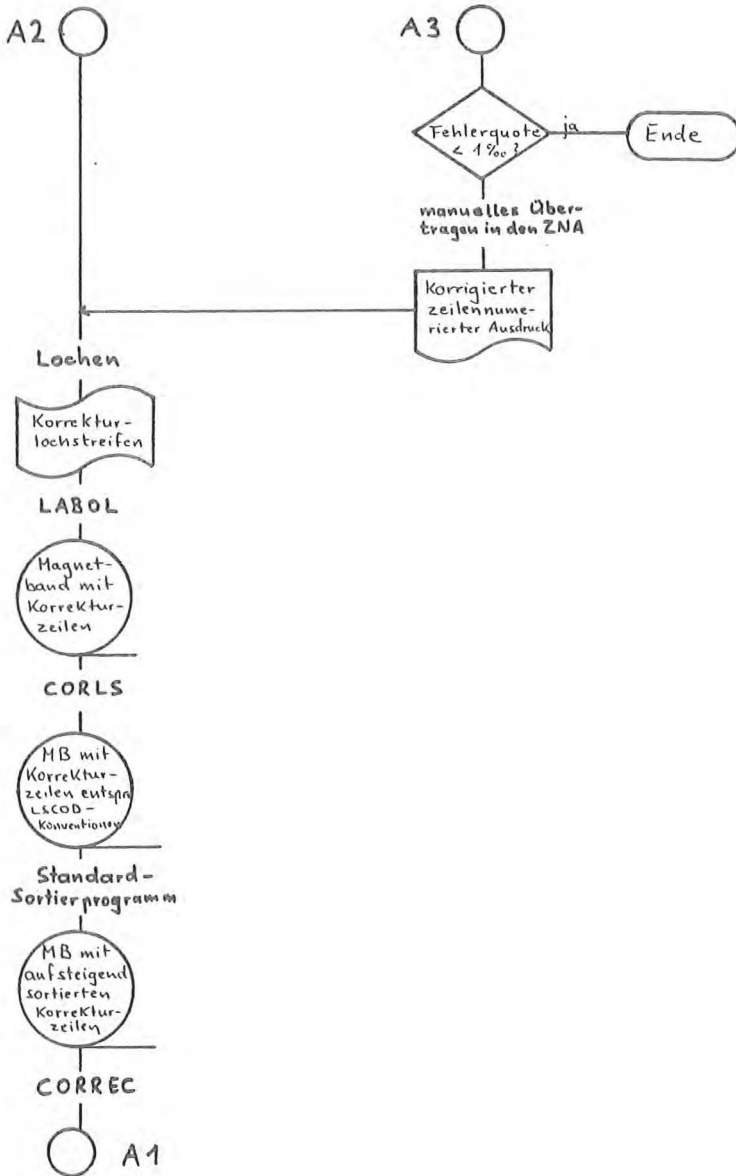 A2
A3
Fehlerquote
< 1‰?
ja
Ende
manuelles Über-
tragen in den ZNA
Korrigierter
zeilennume-
rierter Ausdruck
Lochen
Korrektur-
lochstreifen
LABOL
Magnet-
band mit
Korrektur-
zeilen
CORLS
MB mit
Korrektur-
zeilen entspr.
LSCOD-
Konventionen
Standard-
Sortierprogramm
MB mit
aufsteigend
sortierten
Korrektur-
zeilen
CORREC
A1